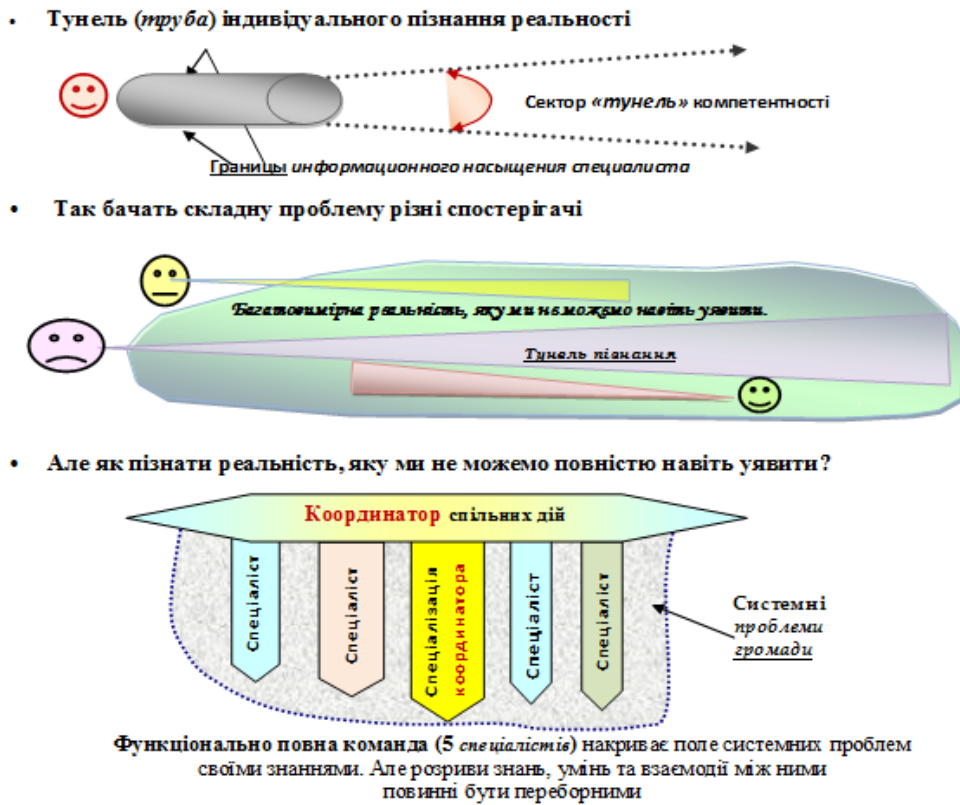 • Тунель (труба) індивідуального пізнання реальності
Сектор «тунель» компетентності
Границы информационного насыщения специалиста
• Так бачать складну проблему різні спостерігачі
Багатовимірна реальність, яку ми не можемо навіть уявити.
Тунель пізнання
• Але як пізнати реальність, яку ми не можемо повністю навіть уявити?
Координатор спільних дій
Спеціаліст
Спеціаліст
Спеціалізація
координатора
Спеціаліст
Спеціаліст
Системні
проблеми
громади
Функціонально повна команда (5 спеціалістів) накриває поле системних проблем
своїми знаннями. Але розриви знань, умінь та взаємодії між ними
повинні бути переборними